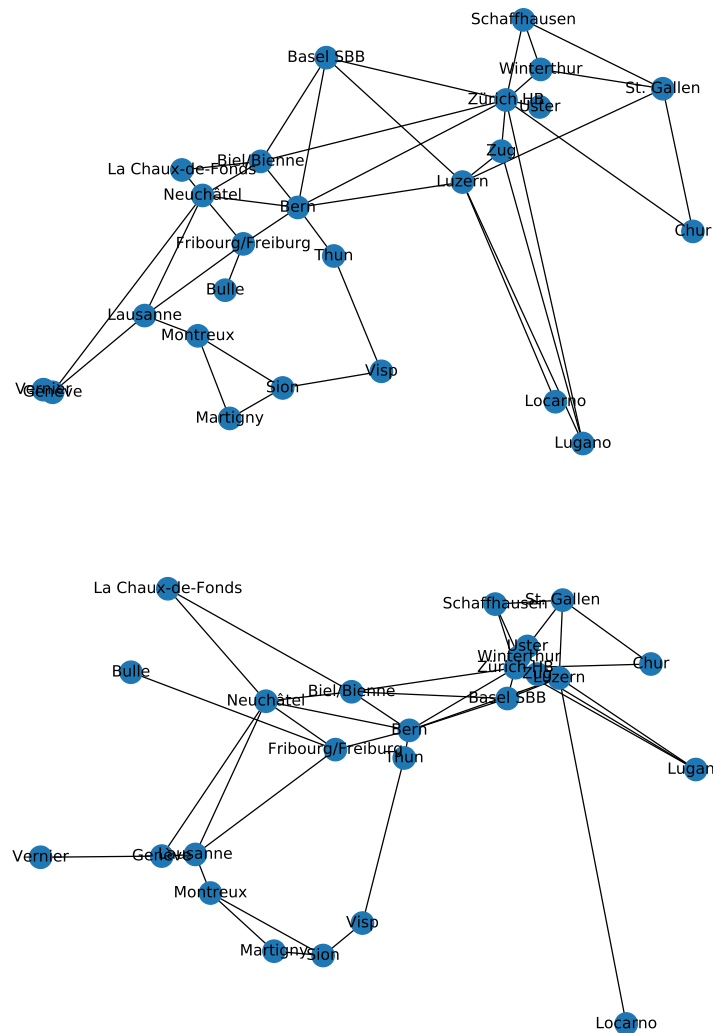 Schaffhausen
Basel SBB
Winterthur
St. Gallen
Zürich HB
Uster
Zug
Biel/Bienne
La Chaux-de-Fonds
Luzern
Neuchâtel
Bern
Chur
Fribourg/Freiburg
Thun
Bulle
Lausanne
Montreux
Visp
Sion
Vernier
Genève
Locarno
Martigny
Lugano
La Chaux-de-Fonds
Schaffhausen
St. Gallen
Uster
Winterthur
Chur
Zürich HB
Bulle
Zug
Luzern
Biel/Bienne
Basel SBB
Neuchâtel
Bern
Fribourg/Freiburg
Thun
Lugano
Vernier
Genève
Lausanne
Montreux
Visp
Martigny
Sion
Locarno